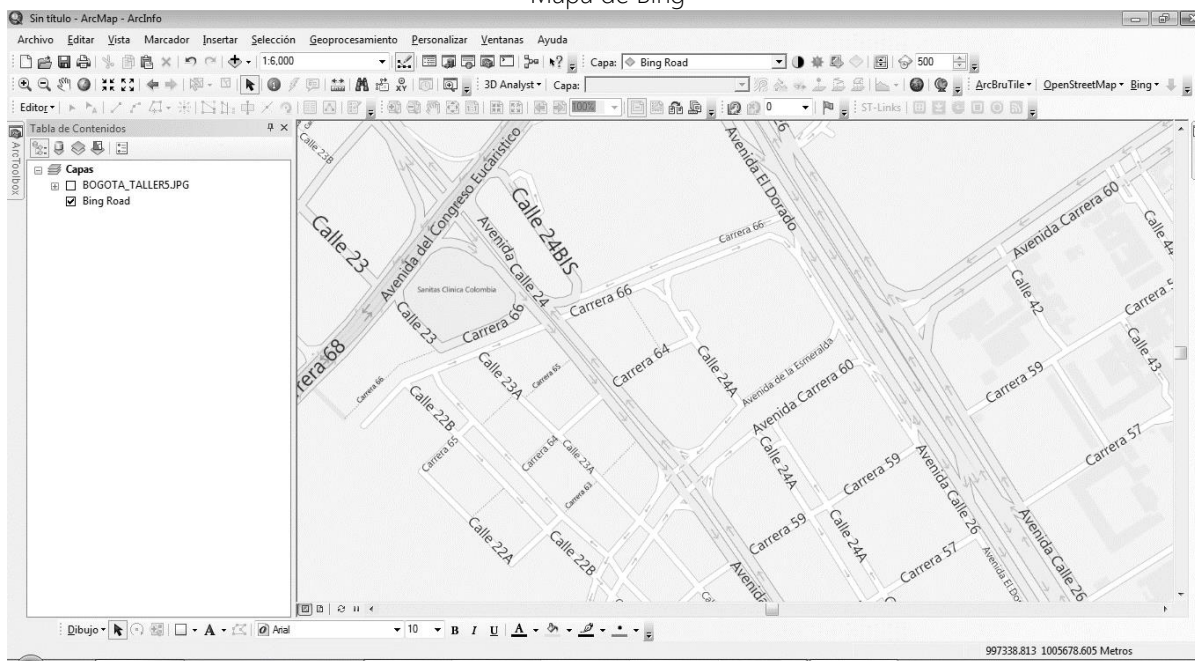 Mapa de Bing
Sin título - ArcMap - ArcInfo
Archivo Editar Vista Marcador Insertar Selección Geoprocesamiento Personalizar Ventanas Ayuda
1:6,000
Capa: Bing Road
500
3D Analyst Capa:
ArcBruTile OpenStreetMap Bing
Editor
100%
0
ST-Links
ArcToolbox
Tabla de Contenidos
Capas
BOGOTA_TALLER5.JPG
Bing Road
Calle 23B
Calle 23
Avenida del Congreso Eucarístico
Calle 24BIS
Avenida Calle 24
Sanitas Clinica Colombia
Calle 23
Carrera 66
Carrera 66
Carrera 66
Avenida El Dorado
Avenida Carrera 60
Calle 42
Carrera 59
Calle 43
Carrera 57
Carrera 66
Calle 23A
Carrera 65
Carrera 64
Calle 24A
Avenida de la Esmeralda
Avenida Carrera 60
Calle 22B
Carrera 65
Carrera 64
Calle 23A
Carrera 63
Calle 24A
Carrera 59
Avenida Calle 26
Calle 22A
Calle 22B
Carrera 59
Calle 24A
Carrera 57
Avenida Calle 26
Dibujo
Arial
10
B I U A
997338.813 1005678.605 Metros